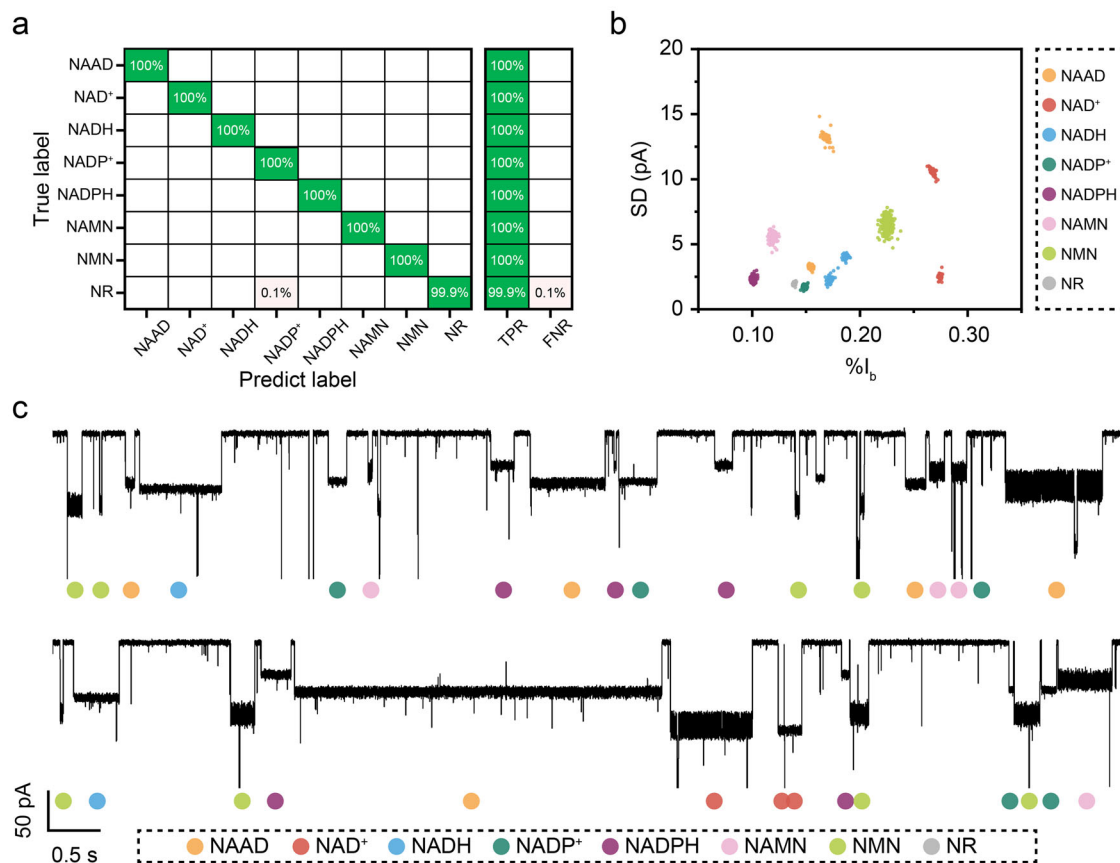 a
True label
NAAD
NAD⁺
NADH
NADP⁺
NADPH
NAMN
NMN
NR
100% 100%
100% 100%
100% 100%
100% 100%
100% 100%
100% 100%
100% 100%
0.1% 99.9% 99.9% 0.1%
NAAD NAD⁺ NADH NADP⁺ NADPH NAMN NMN NR TPR FNR
Predict label
b
SD (pA)
20
15
10
5
0
0.10 0.20 0.30
%I_b
NAAD
NAD⁺
NADH
NADP⁺
NADPH
NAMN
NMN
NR
c
50 pA
0.5 s
NAAD NAD⁺ NADH NADP⁺ NADPH NAMN NMN NR